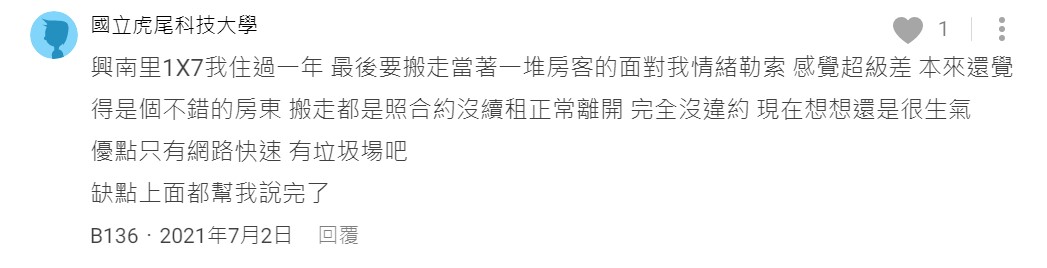 國立虎尾科技大學
1
興南里1X7我住過一年 最後要搬走當著一堆房客的面對我情緒勒索 感覺超級差 本來還覺
得是個不錯的房東 搬走都是照合約沒續租正常離開 完全沒違約 現在想想還是很生氣
優點只有網路快速 有垃圾場吧
缺點上面都幫我說完了
B136 · 2021年7月2日 回覆